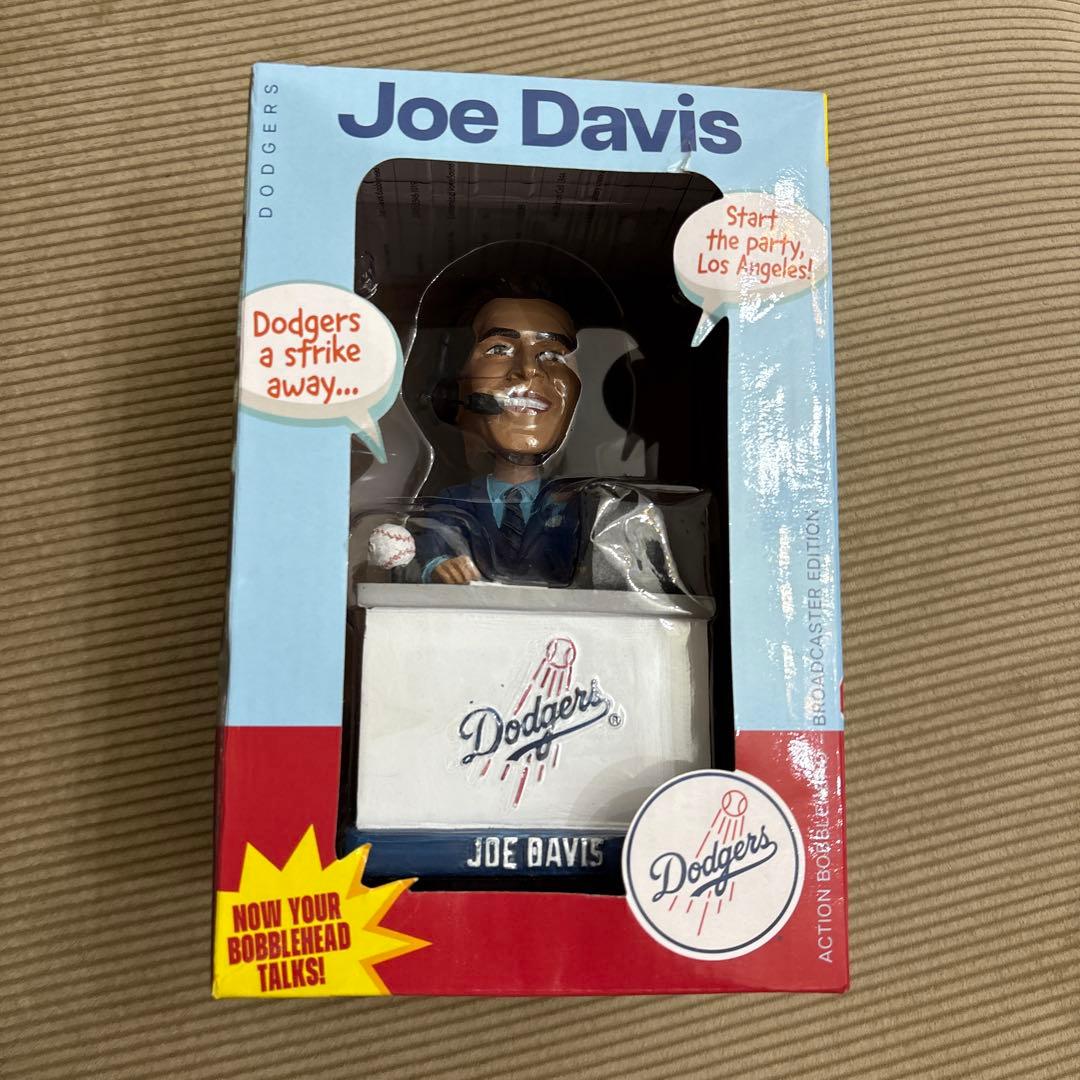 DODGERS
Joe Davis
Start
the party,
Los Angeles!
Dodgers
a strike
away...
Dodgers
®
JOE DAVIS
Dodgers
NOW YOUR
BOBBLEHEAD
TALKS!
ACTION BOBBLEHEAD BROADCASTER EDITION